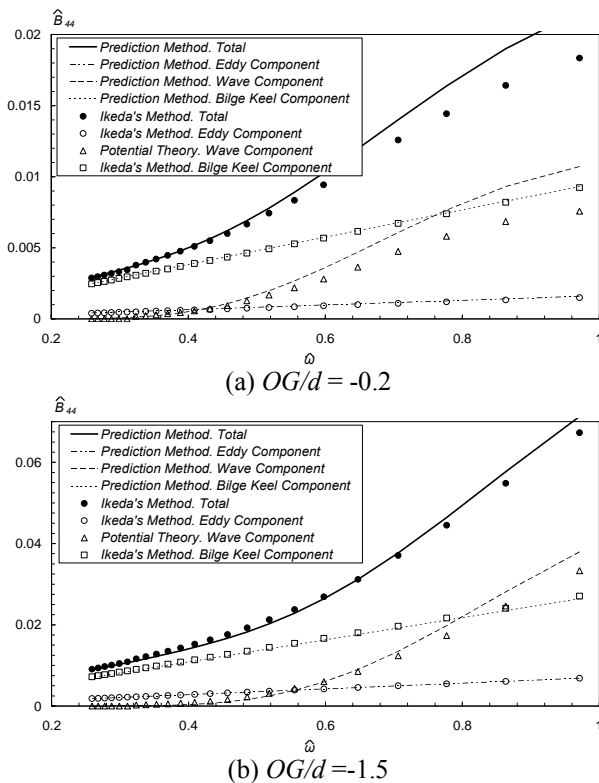 B̂₄₄
0.02
0.015
0.01
0.005
0
Prediction Method. Total
Prediction Method. Eddy Component
Prediction Method. Wave Component
Prediction Method. Bilge Keel Component
Ikeda's Method. Total
Ikeda's Method. Eddy Component
Potential Theory. Wave Component
Ikeda's Method. Bilge Keel Component
0.2 0.4 0.6 0.8 1
ω̂
(a) OG/d = -0.2
B̂₄₄
0.06
0.04
0.02
0
Prediction Method. Total
Prediction Method. Eddy Component
Prediction Method. Wave Component
Prediction Method. Bilge Keel Component
Ikeda's Method. Total
Ikeda's Method. Eddy Component
Potential Theory. Wave Component
Ikeda's Method. Bilge Keel Component
0.2 0.4 0.6 0.8 1
ω̂
(b) OG/d =-1.5